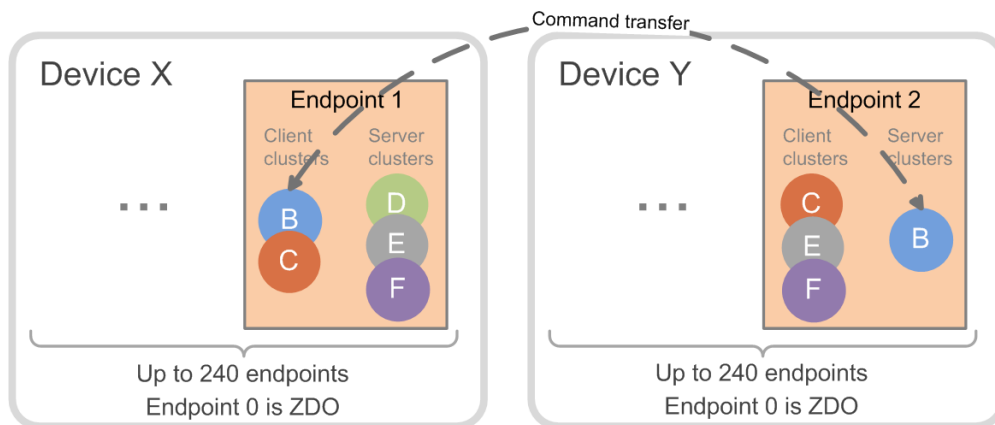 Command transfer
Device X
Endpoint 1
Client
clusters
Server
clusters
...
B
C
D
E
F
Up to 240 endpoints
Endpoint 0 is ZDO
Device Y
Endpoint 2
Client
clusters
Server
clusters
...
C
E
F
B
Up to 240 endpoints
Endpoint 0 is ZDO